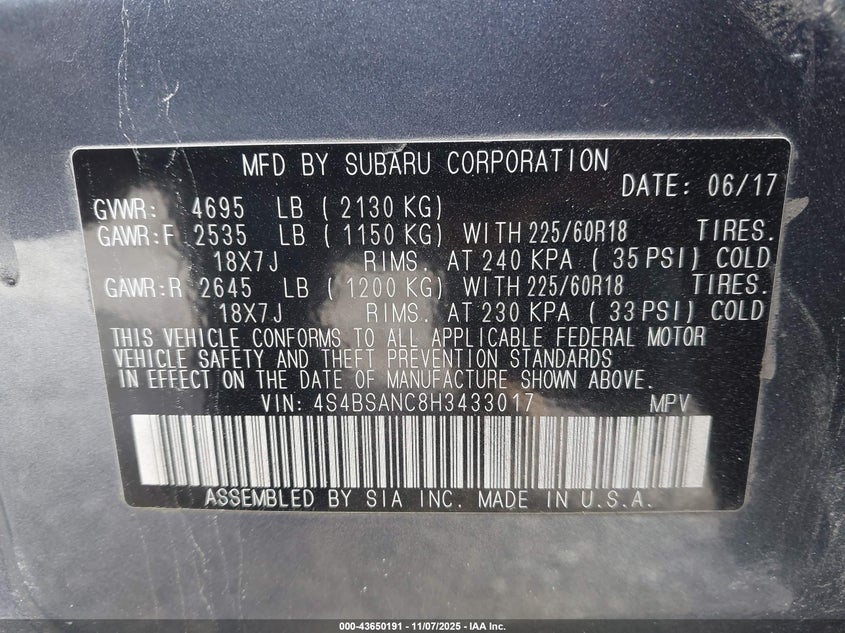 MFD BY SUBARU CORPORATION
DATE: 06/17
GVWR: 4695 LB ( 2130 KG)
GAWR:F 2535 LB ( 1150 KG) WITH 225/60R18 TIRES.
18X7J RIMS. AT 240 KPA ( 35 PSI) COLD
GAWR:R 2645 LB ( 1200 KG) WITH 225/60R18 TIRES.
18X7J RIMS. AT 230 KPA ( 33 PSI) COLD
THIS VEHICLE CONFORMS TO ALL APPLICABLE FEDERAL MOTOR
VEHICLE SAFETY AND THEFT PREVENTION STANDARDS
IN EFFECT ON THE DATE OF MANUFACTURE SHOWN ABOVE.
VIN: 4S4BSANC8H3433017 MPV
ASSEMBLED BY SIA INC. MADE IN U.S.A.
000-43650191 - 11/07/2025 - IAA Inc.